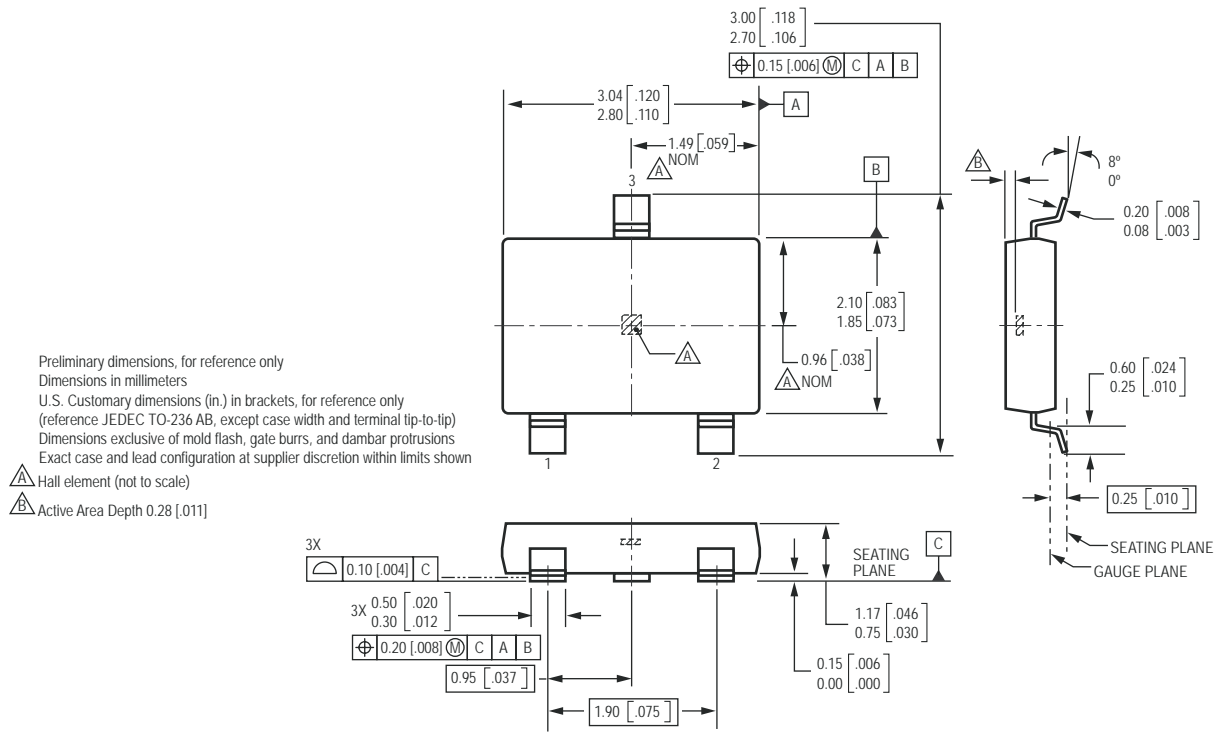 3.00 [.118]
2.70 [.106]
⌖ 0.15 [.006] Ⓜ C A B
3.04 [.120]
2.80 [.110]
A
1.49 [.059]
A NOM
3
B
B
8º
0º
0.20 [.008]
0.08 [.003]
2.10 [.083]
1.85 [.073]
A
0.96 [.038]
A NOM
0.60 [.024]
0.25 [.010]
1
2
0.25 [.010]
SEATING PLANE
GAUGE PLANE
Preliminary dimensions, for reference only
Dimensions in millimeters
U.S. Customary dimensions (in.) in brackets, for reference only
(reference JEDEC TO-236 AB, except case width and terminal tip-to-tip)
Dimensions exclusive of mold flash, gate burrs, and dambar protrusions
Exact case and lead configuration at supplier discretion within limits shown
A Hall element (not to scale)
B Active Area Depth 0.28 [.011]
3X
⌓ 0.10 [.004] C
SEATING
PLANE
C
3X 0.50 [.020]
0.30 [.012]
⌖ 0.20 [.008] Ⓜ C A B
1.17 [.046]
0.75 [.030]
0.15 [.006]
0.00 [.000]
0.95 [.037]
1.90 [.075]